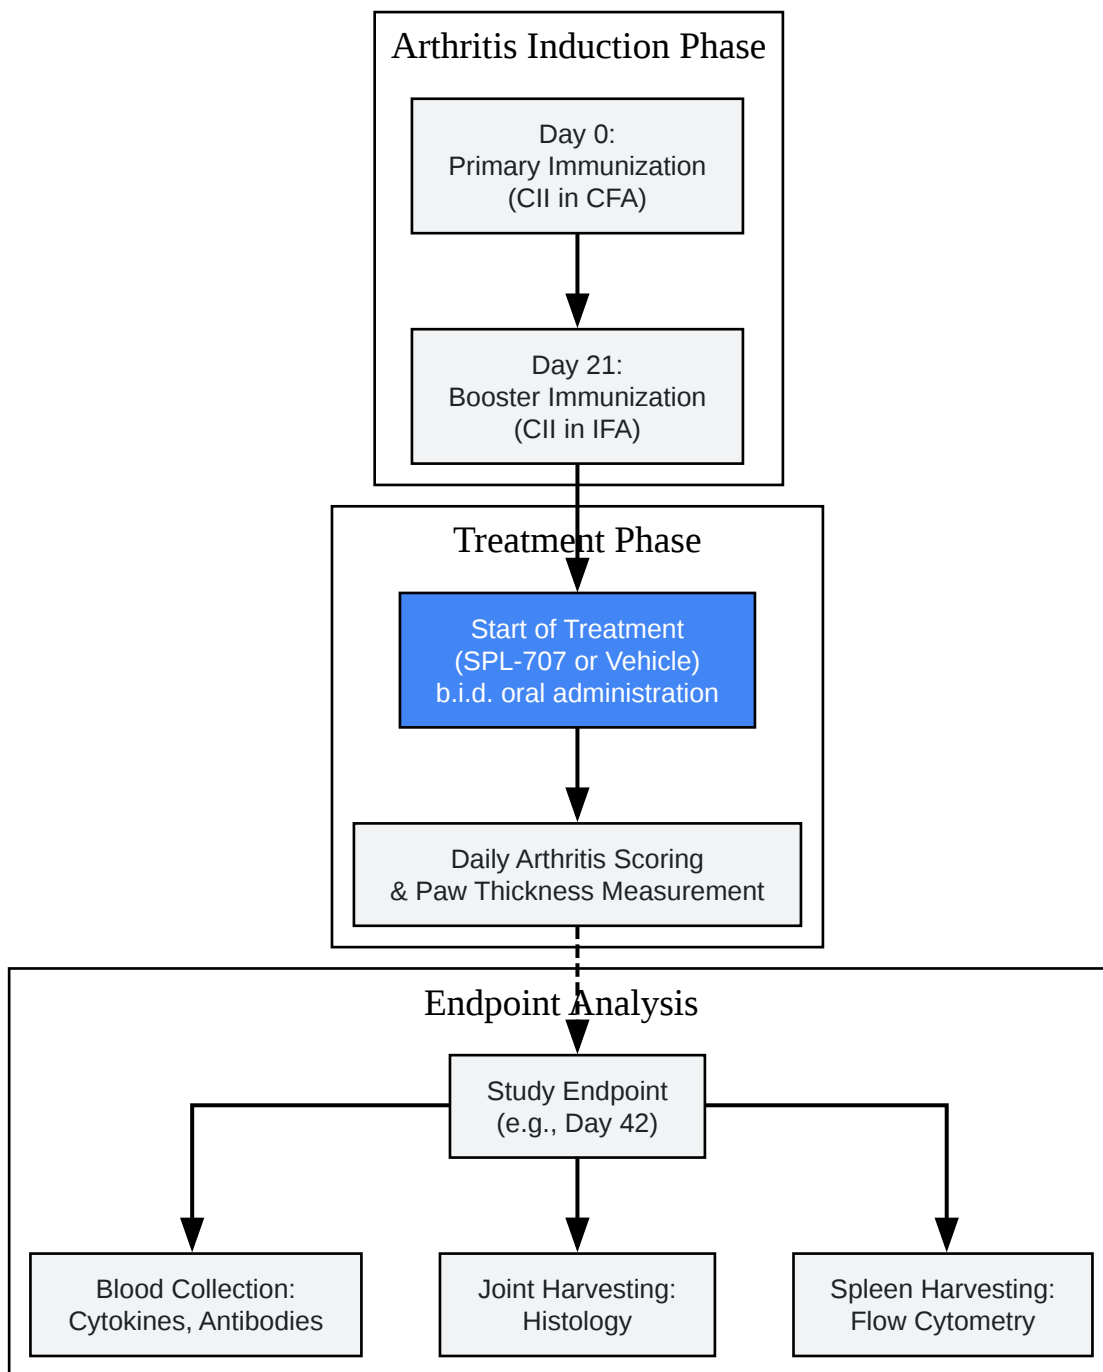 Arthritis Induction Phase
Day 0:
Primary Immunization
(CII in CFA)
Day 21:
Booster Immunization
(CII in IFA)
Treatment Phase
Start of Treatment
(SPL-707 or Vehicle)
b.i.d. oral administration
Daily Arthritis Scoring
& Paw Thickness Measurement
Endpoint Analysis
Study Endpoint
(e.g., Day 42)
Blood Collection:
Cytokines, Antibodies
Joint Harvesting:
Histology
Spleen Harvesting:
Flow Cytometry